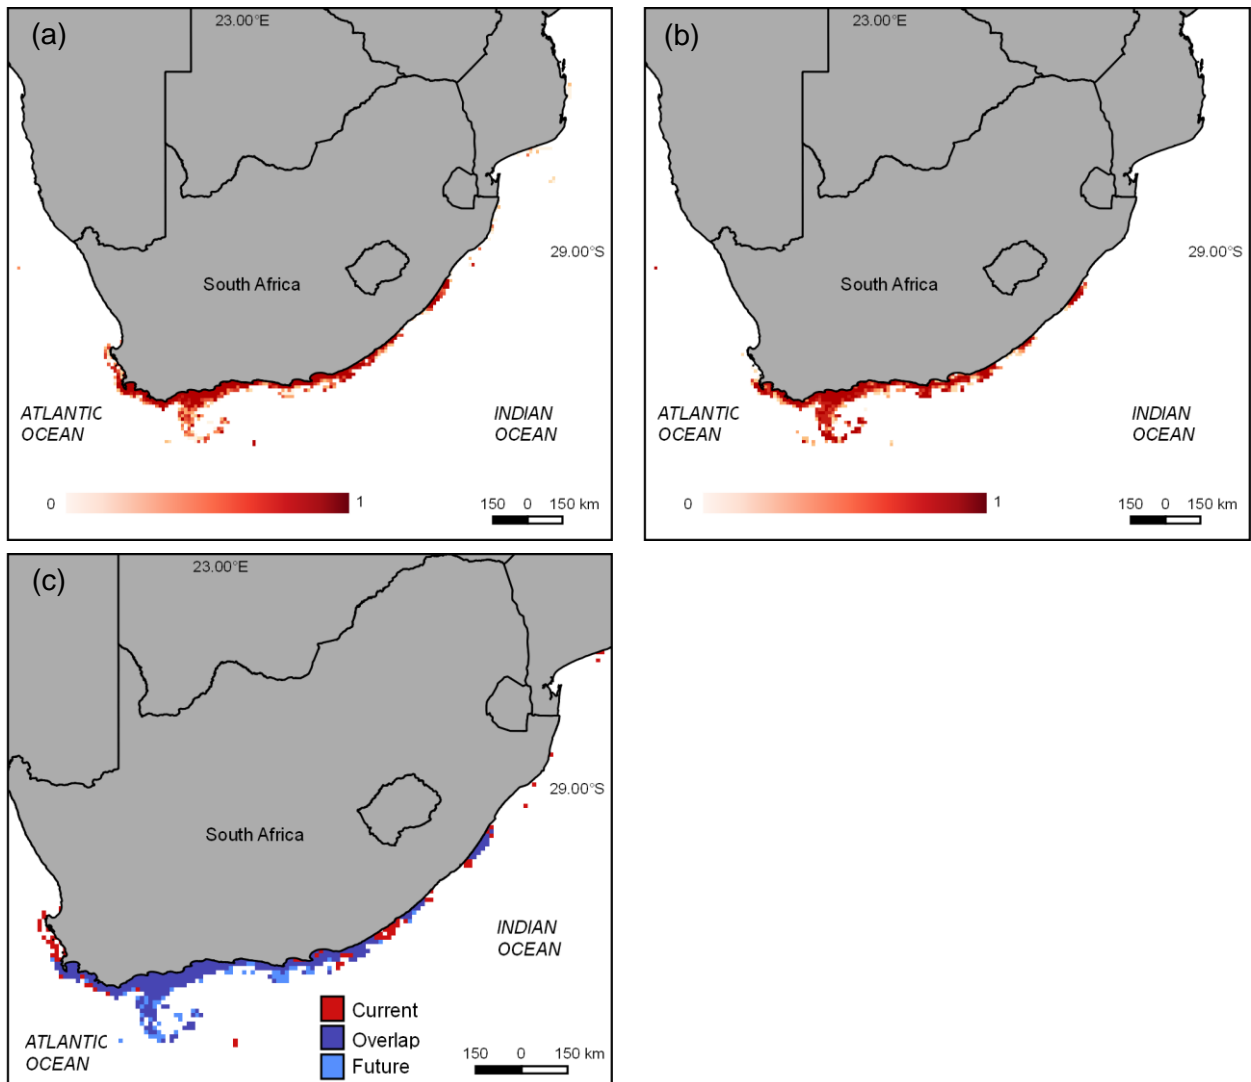 (a)
23.00°E
29.00°S
South Africa
ATLANTIC
OCEAN
INDIAN
OCEAN
0
1
150 0 150 km
(b)
23.00°E
29.00°S
South Africa
ATLANTIC
OCEAN
INDIAN
OCEAN
0
1
150 0 150 km
(c)
23.00°E
29.00°S
South Africa
INDIAN
OCEAN
Current
Overlap
Future
ATLANTIC
OCEAN
150 0 150 km